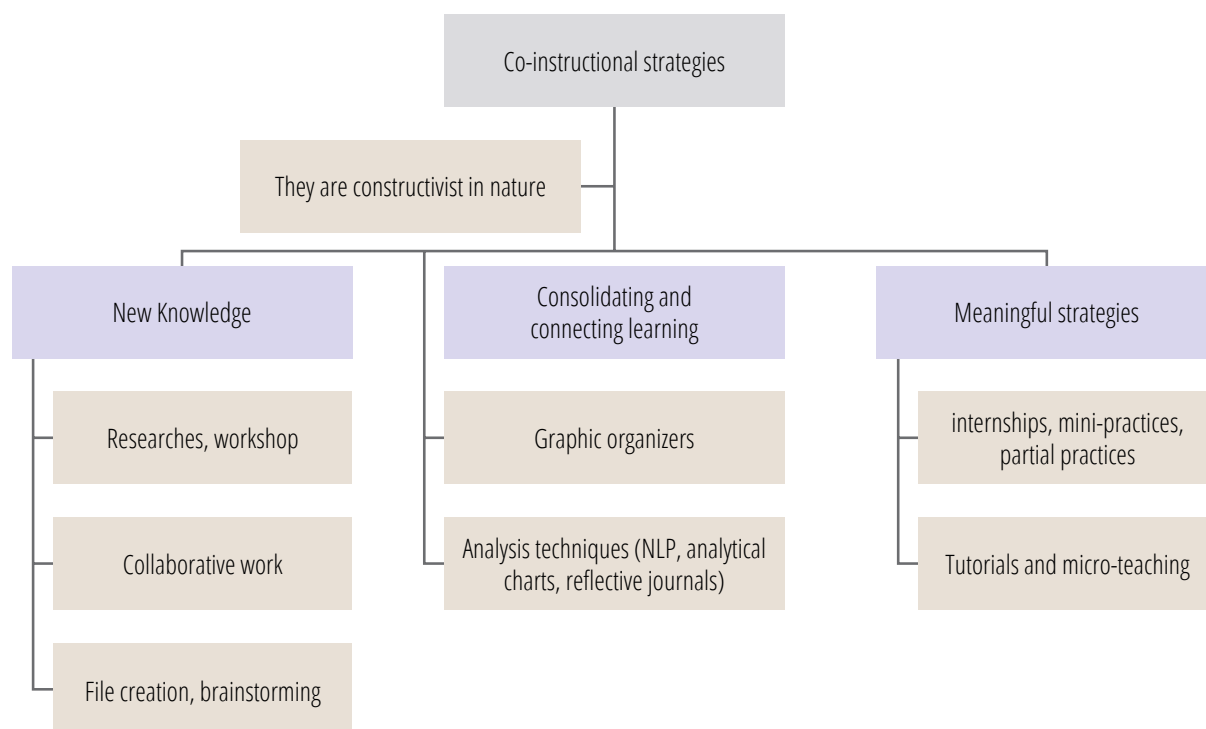 Co-instructional strategies
They are constructivist in nature
New Knowledge
Researches, workshop
Collaborative work
File creation, brainstorming
Consolidating and
connecting learning
Graphic organizers
Analysis techniques (NLP, analytical
charts, reflective journals)
Meaningful strategies
internships, mini-practices,
partial practices
Tutorials and micro-teaching